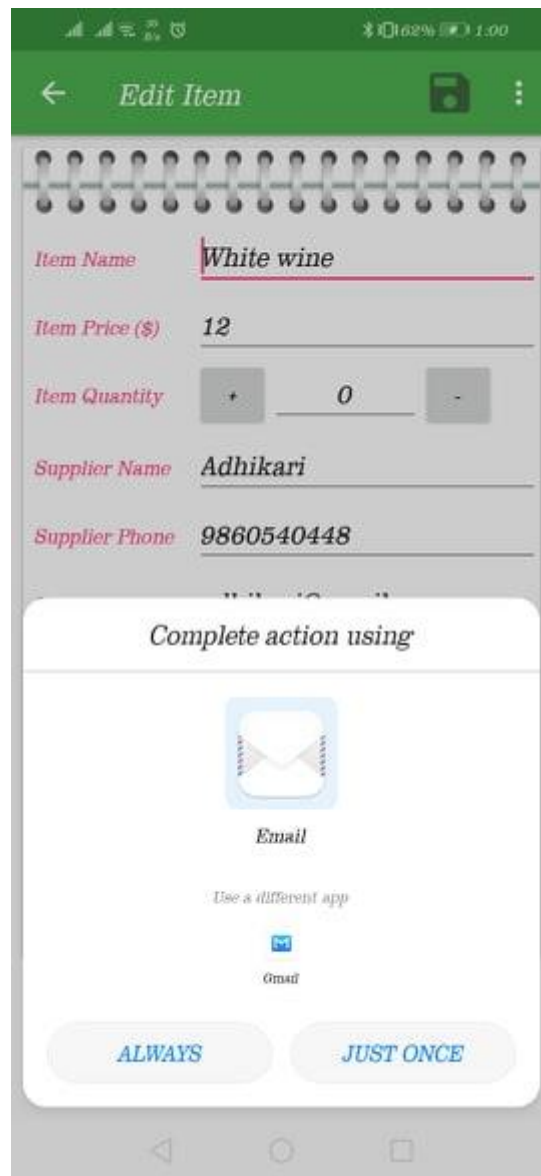 62% 1:00
Edit Item
Item Name White wine
Item Price ($) 12
Item Quantity + 0 -
Supplier Name Adhikari
Supplier Phone 9860540448
Complete action using
Email
Use a different app
Gmail
ALWAYS
JUST ONCE